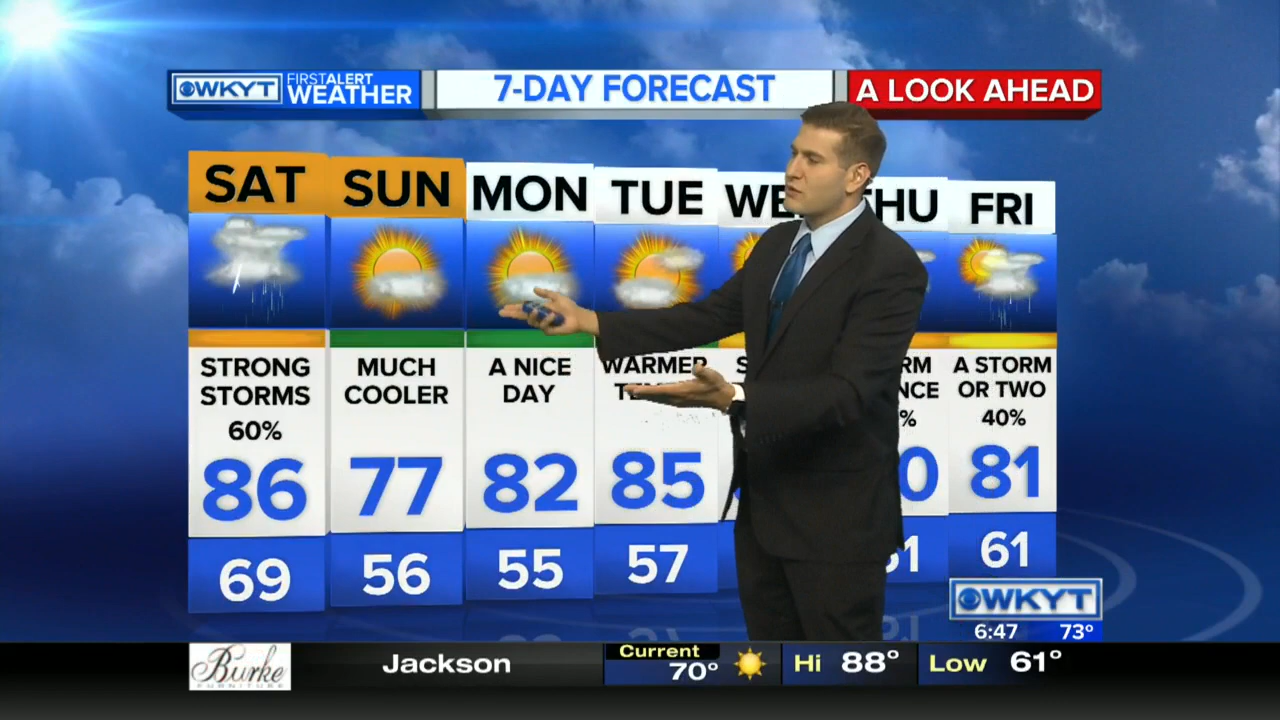 WKYT FIRST ALERT WEATHER
7-DAY FORECAST
A LOOK AHEAD
SAT
SUN
MON
TUE
FRI
STRONG
STORMS
60%
86
69
MUCH
COOLER
77
56
A NICE
DAY
82
55
WARMER
85
57
A STORM
OR TWO
40%
81
61
WKYT
6:47 73°
Burke
FURNITURE
Jackson
Current
70°
Hi 88°
Low 61°